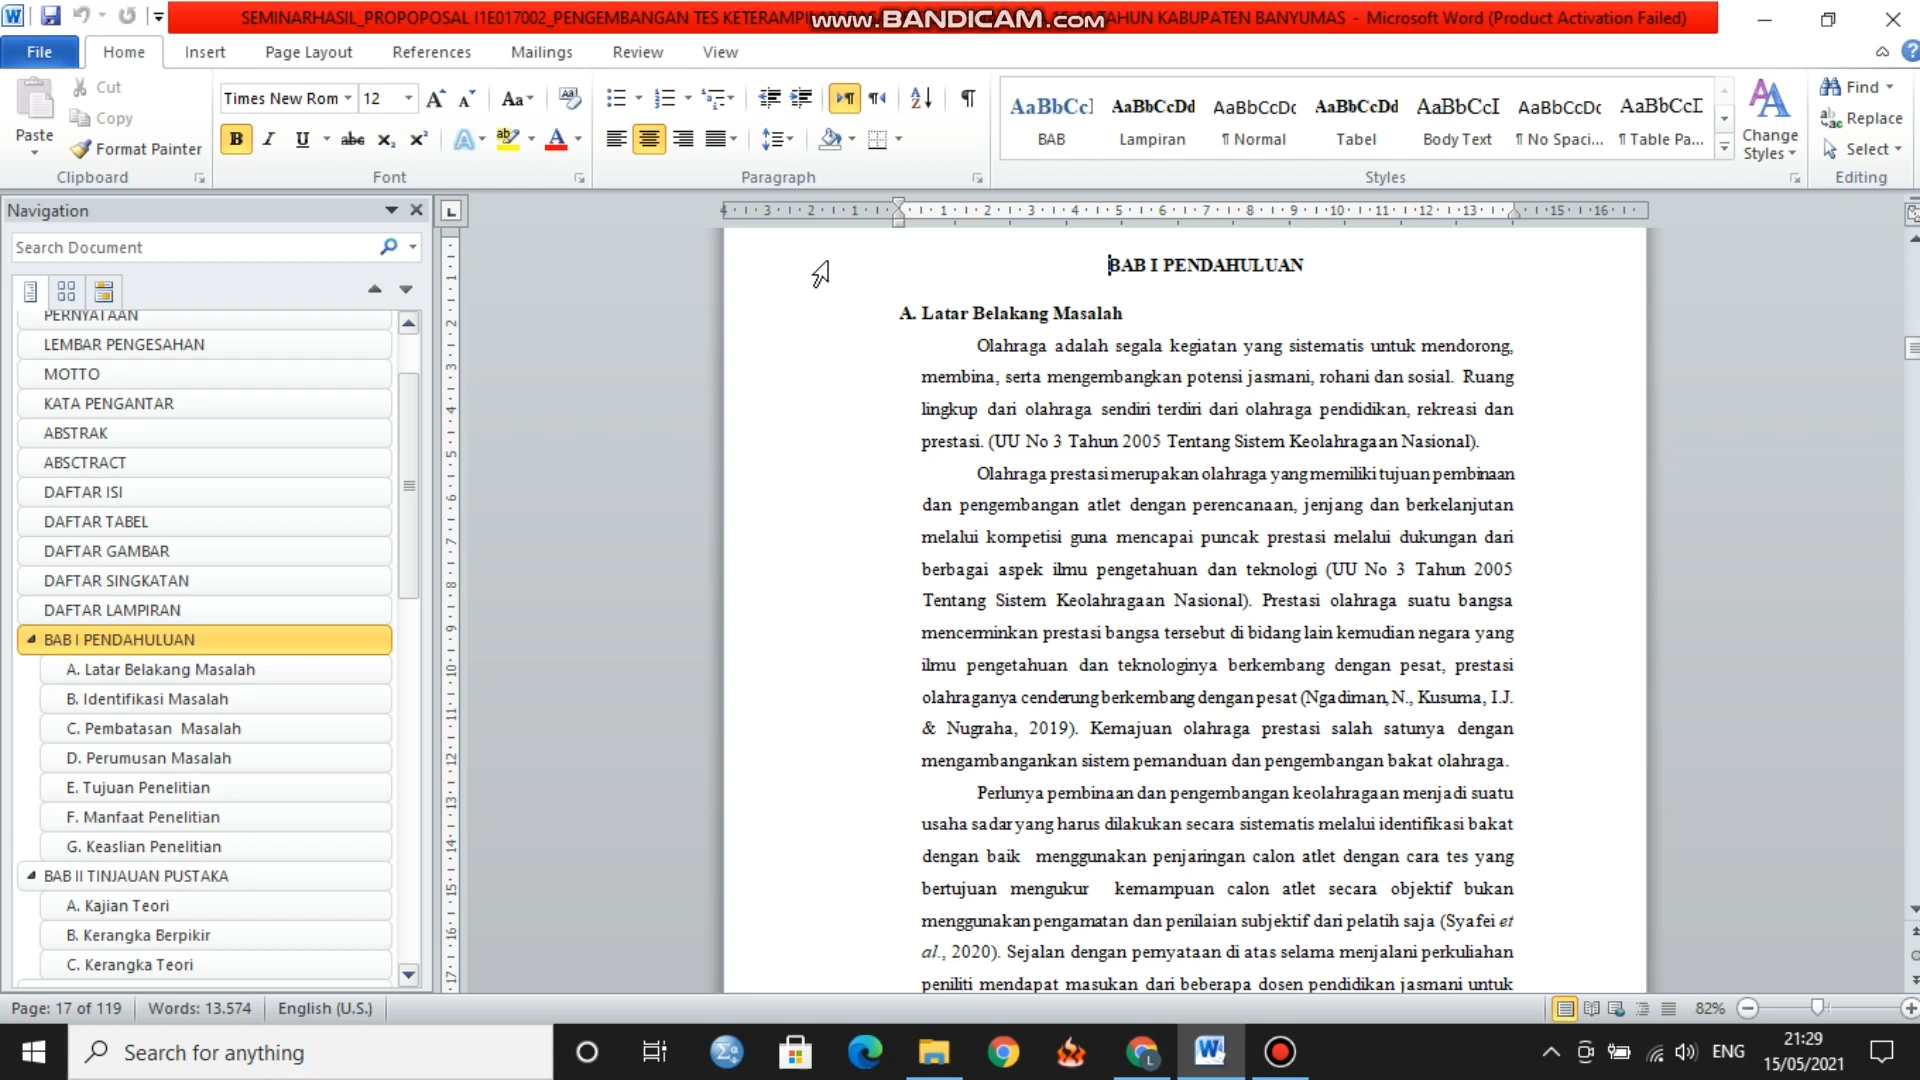 SEMINARHASIL_PROPOPOSAL I1E017002_PENGEMBANGAN TES KETERAMPILAN TAHUN KABUPATEN BANYUMAS - Microsoft Word (Product Activation Failed)
www.BANDICAM.com
File Home Insert Page Layout References Mailings Review View
Paste
Cut
Copy
Format Painter
Times New Rom 12
AaBbCc] AaBbCcDd AaBbCcDc AaBbCcDd AaBbCcI AaBbCcDc AaBbCcD
BAB Lampiran ¶ Normal Tabel Body Text ¶ No Spaci... ¶ Table Pa...
Change Styles
Find
Replace
Select
Clipboard Font Paragraph Styles Editing
Navigation
Search Document
PERNYATAAN
LEMBAR PENGESAHAN
MOTTO
KATA PENGANTAR
ABSTRAK
ABSCTRACT
DAFTAR ISI
DAFTAR TABEL
DAFTAR GAMBAR
DAFTAR SINGKATAN
DAFTAR LAMPIRAN
BAB I PENDAHULUAN
A. Latar Belakang Masalah
B. Identifikasi Masalah
C. Pembatasan  Masalah
D. Perumusan Masalah
E. Tujuan Penelitian
F. Manfaat Penelitian
G. Keaslian Penelitian
BAB II TINJAUAN PUSTAKA
A. Kajian Teori
B. Kerangka Berpikir
C. Kerangka Teori
BAB I PENDAHULUAN
A. Latar Belakang Masalah
Olahraga adalah segala kegiatan yang sistematis untuk mendorong,
membina, serta mengembangkan potensi jasmani, rohani dan sosial. Ruang
lingkup dari olahraga sendiri terdiri dari olahraga pendidikan, rekreasi dan
prestasi. (UU No 3 Tahun 2005 Tentang Sistem Keolahragaan Nasional).
Olahraga prestasi merupakan olahraga yang memiliki tujuan pembinaan
dan pengembangan atlet dengan perencanaan, jenjang dan berkelanjutan
melalui kompetisi guna mencapai puncak prestasi melalui dukungan dari
berbagai aspek ilmu pengetahuan dan teknologi (UU No 3 Tahun 2005
Tentang Sistem Keolahragaan Nasional). Prestasi olahraga suatu bangsa
mencerminkan prestasi bangsa tersebut di bidang lain kemudian negara yang
ilmu pengetahuan dan teknologinya berkembang dengan pesat, prestasi
olahraganya cenderung berkembang dengan pesat (Ngadiman, N., Kusuma, I.J.
& Nugraha, 2019). Kemajuan olahraga prestasi salah satunya dengan
mengambangankan sistem pemanduan dan pengembangan bakat olahraga.
Perlunya pembinaan dan pengembangan keolahragaan menjadi suatu
usaha sadar yang harus dilakukan secara sistematis melalui identifikasi bakat
dengan baik menggunakan penjaringan calon atlet dengan cara tes yang
bertujuan mengukur kemampuan calon atlet secara objektif bukan
menggunakan pengamatan dan penilaian subjektif dari pelatih saja (Syafei et
al., 2020). Sejalan dengan pernyataan di atas selama menjalani perkuliahan
peniliti mendapat masukan dari beberapa dosen pendidikan jasmani untuk
Page: 17 of 119 Words: 13.574 English (U.S.) 82%
Search for anything
ENG
21:29
15/05/2021